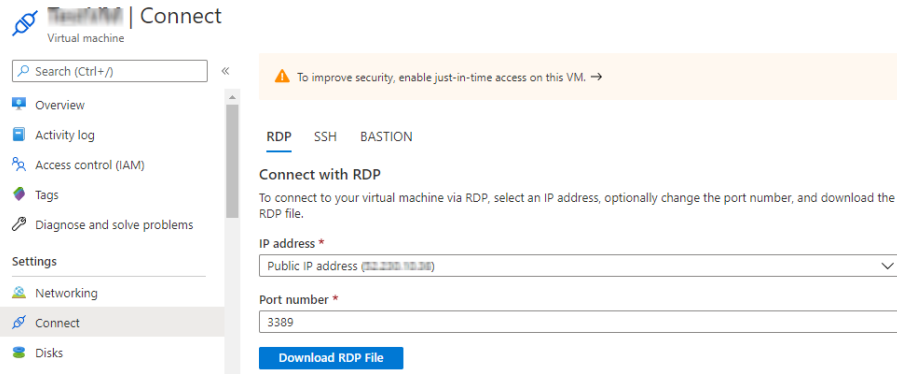 | Connect
Virtual machine
Search (Ctrl+/)
«
To improve security, enable just-in-time access on this VM. →
Overview
Activity log
Access control (IAM)
Tags
Diagnose and solve problems
Settings
Networking
Connect
Disks
RDP SSH BASTION
Connect with RDP
To connect to your virtual machine via RDP, select an IP address, optionally change the port number, and download the
RDP file.
IP address *
Public IP address ()
Port number *
3389
Download RDP File